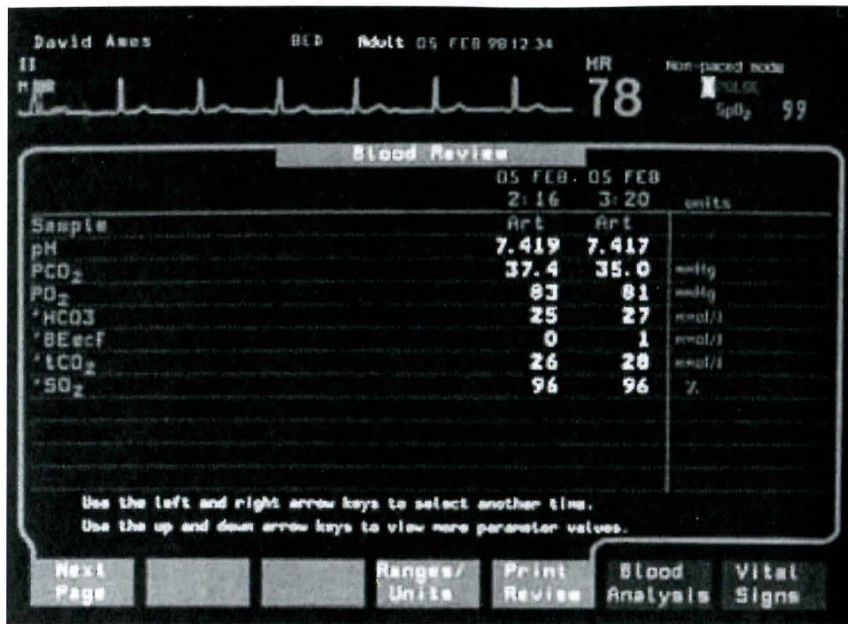 David Ames BED Adult 05 FEB 98 12:34
II HR Non-paced mode
M PULSE
78 SpO₂ 99
Blood Review
05 FEB. 05 FEB
2:16 3:20 units
Sample Art Art
pH 7.419 7.417
PCO₂ 37.4 35.0 mmHg
PO₂ 83 81 mmHg
'HCO3 25 27 mmol/l
'BEecf 0 1 mmol/l
'tCO₂ 26 28 mmol/l
'SO₂ 96 96 %
Use the left and right arrow keys to select another time.
Use the up and down arrow keys to view more parameter values.
Next Page Ranges/ Units Print Review Blood Analysis Vital Signs